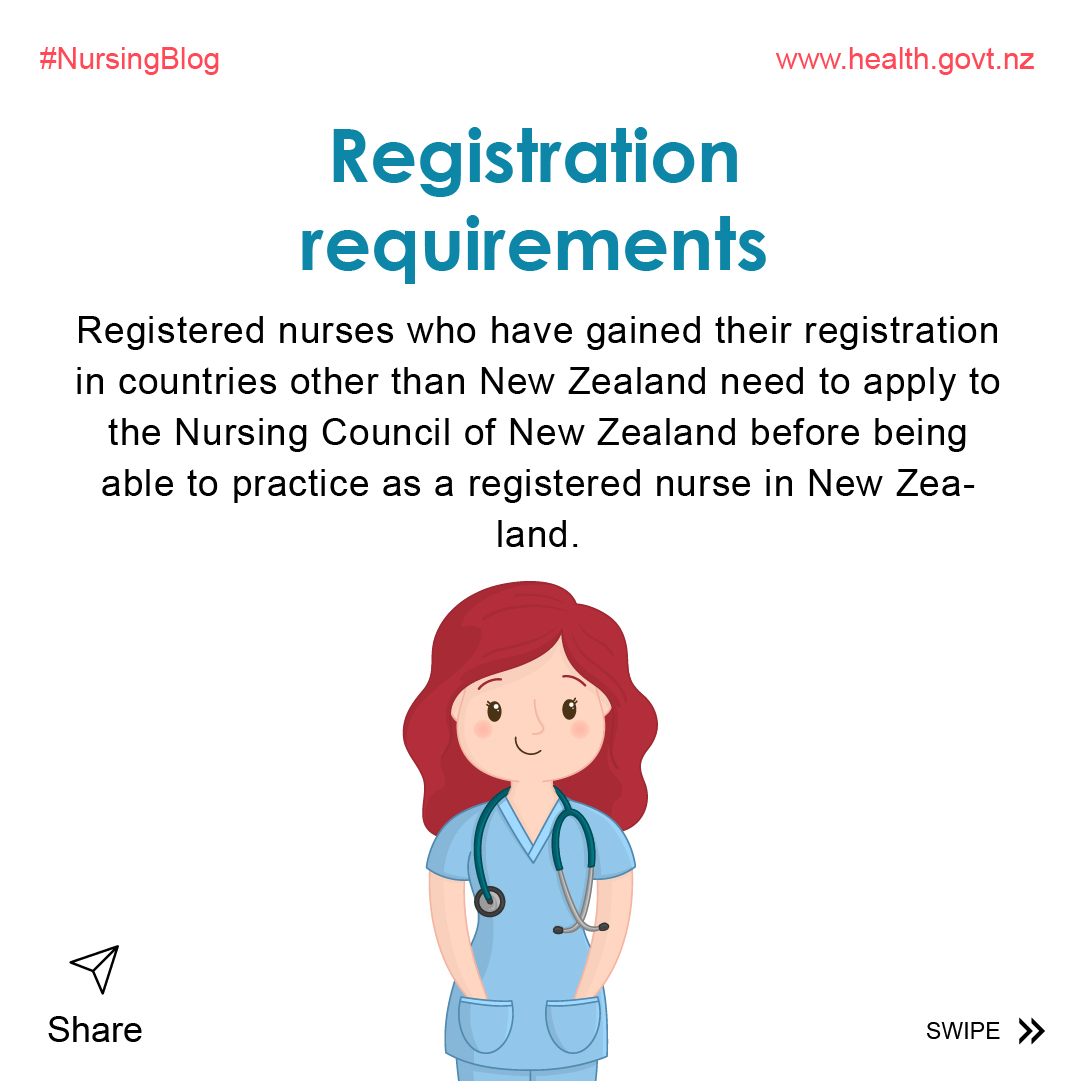 #NursingBlog
www.health.govt.nz
Registration
requirements
Registered nurses who have gained their registration
in countries other than New Zealand need to apply to
the Nursing Council of New Zealand before being
able to practice as a registered nurse in New Zea-
land.
Share
SWIPE